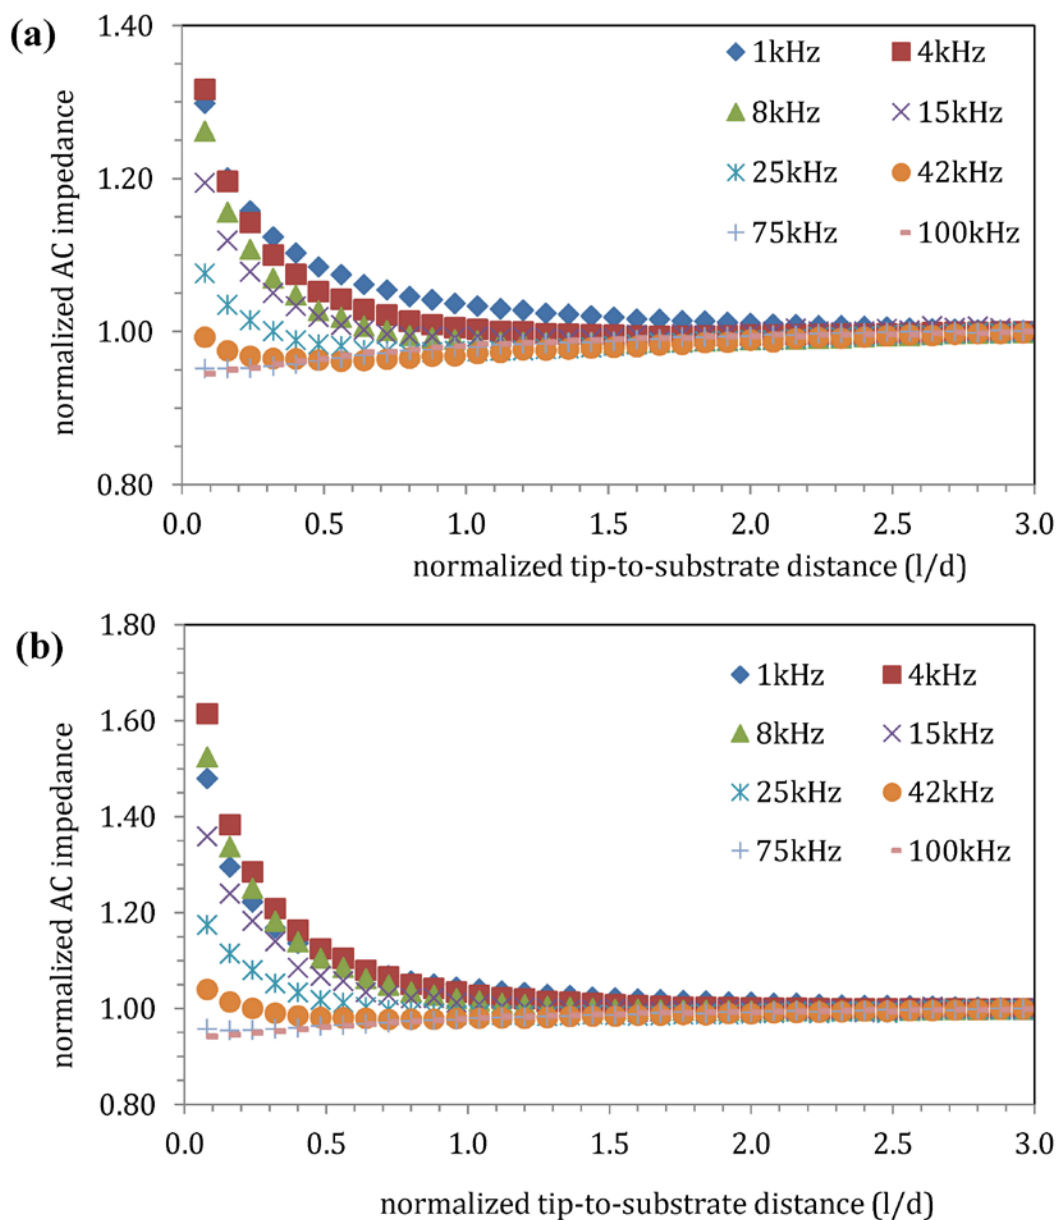 (a)
1.40
1.20
1.00
0.80
normalized AC impedance
1kHz 4kHz
8kHz 15kHz
25kHz 42kHz
75kHz 100kHz
0.0 0.5 1.0 1.5 2.0 2.5 3.0
normalized tip-to-substrate distance (l/d)
(b)
1.80
1.60
1.40
1.20
1.00
0.80
normalized AC impedance
1kHz 4kHz
8kHz 15kHz
25kHz 42kHz
75kHz 100kHz
0.0 0.5 1.0 1.5 2.0 2.5 3.0
normalized tip-to-substrate distance (l/d)